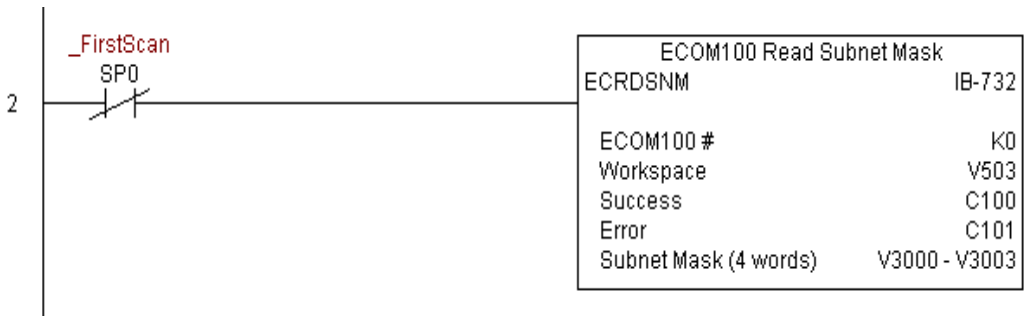 _FirstScan
SP0
2
ECOM100 Read Subnet Mask
ECRDSNM IB-732
ECOM100 # K0
Workspace V503
Success C100
Error C101
Subnet Mask (4 words) V3000 - V3003